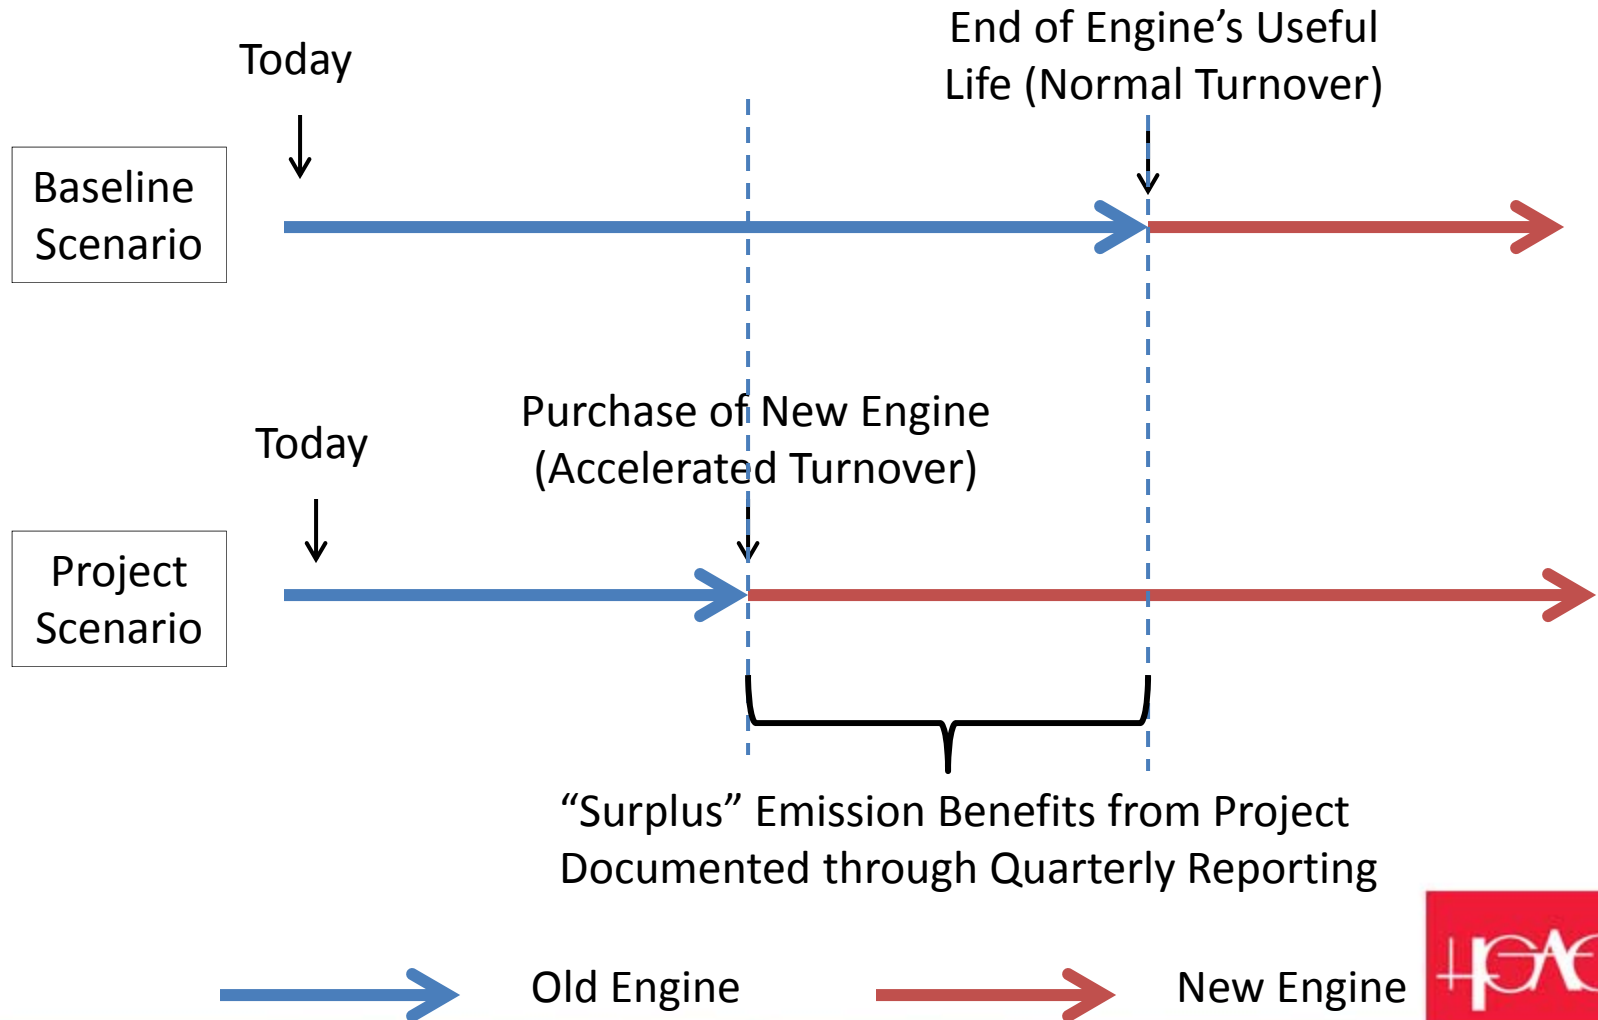 Today
End of Engine’s Useful
Life (Normal Turnover)
Baseline
Scenario
Today
Purchase of New Engine
(Accelerated Turnover)
Project
Scenario
“Surplus” Emission Benefits from Project
Documented through Quarterly Reporting
Old Engine
New Engine